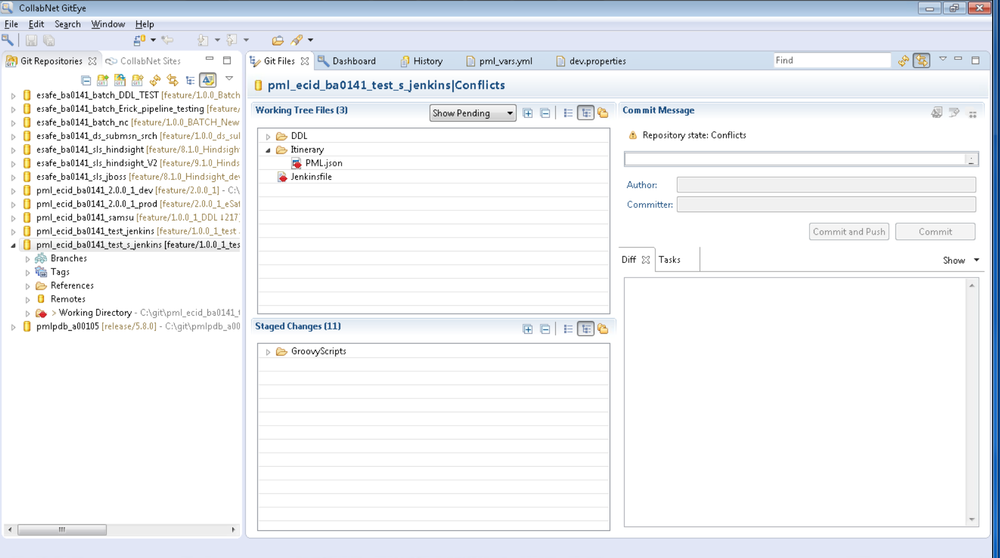 CollabNet GitEye
File Edit Search Window Help
Git Repositories CollabNet Sites
esafe_ba0141_batch_DDL_TEST [feature/1.0.0_Batch
esafe_ba0141_batch_Erick_pipeline_testing [feature/
esafe_ba0141_batch_nc [feature/1.0.0_BATCH_New
esafe_ba0141_ds_submsn_srch [feature/1.0.0_ds_sul
esafe_ba0141_sls_hindsight [feature/8.1.0_Hindsigh
esafe_ba0141_sls_hindsight_V2 [feature/9.1.0_Hinds
esafe_ba0141_sls_jboss [feature/8.1.0_Hindsight_de
pml_ecid_ba0141_2.0.0_1_dev [feature/2.0.0_1] - C:\
pml_ecid_ba0141_2.0.0_1_prod [feature/2.0.0_1_eSaf
pml_ecid_ba0141_samsu [feature/1.0.0_1_DDL ↓217]
pml_ecid_ba0141_test_jenkins [feature/1.0.0_1_test
pml_ecid_ba0141_test_s_jenkins [feature/1.0.0_1_tes
Branches
Tags
References
Remotes
> Working Directory - C:\git\pml_ecid_ba0141_t
pmlpdb_a00105 [release/5.8.0] - C:\git\pmlpdb_a00
Git Files Dashboard History pml_vars.yml dev.properties Find
pml_ecid_ba0141_test_s_jenkins|Conflicts
Working Tree Files (3) Show Pending
DDL
Itinerary
PML.json
Jenkinsfile
Staged Changes (11)
GroovyScripts
Commit Message
Repository state: Conflicts
Author:
Committer:
Commit and Push Commit
Diff Tasks Show